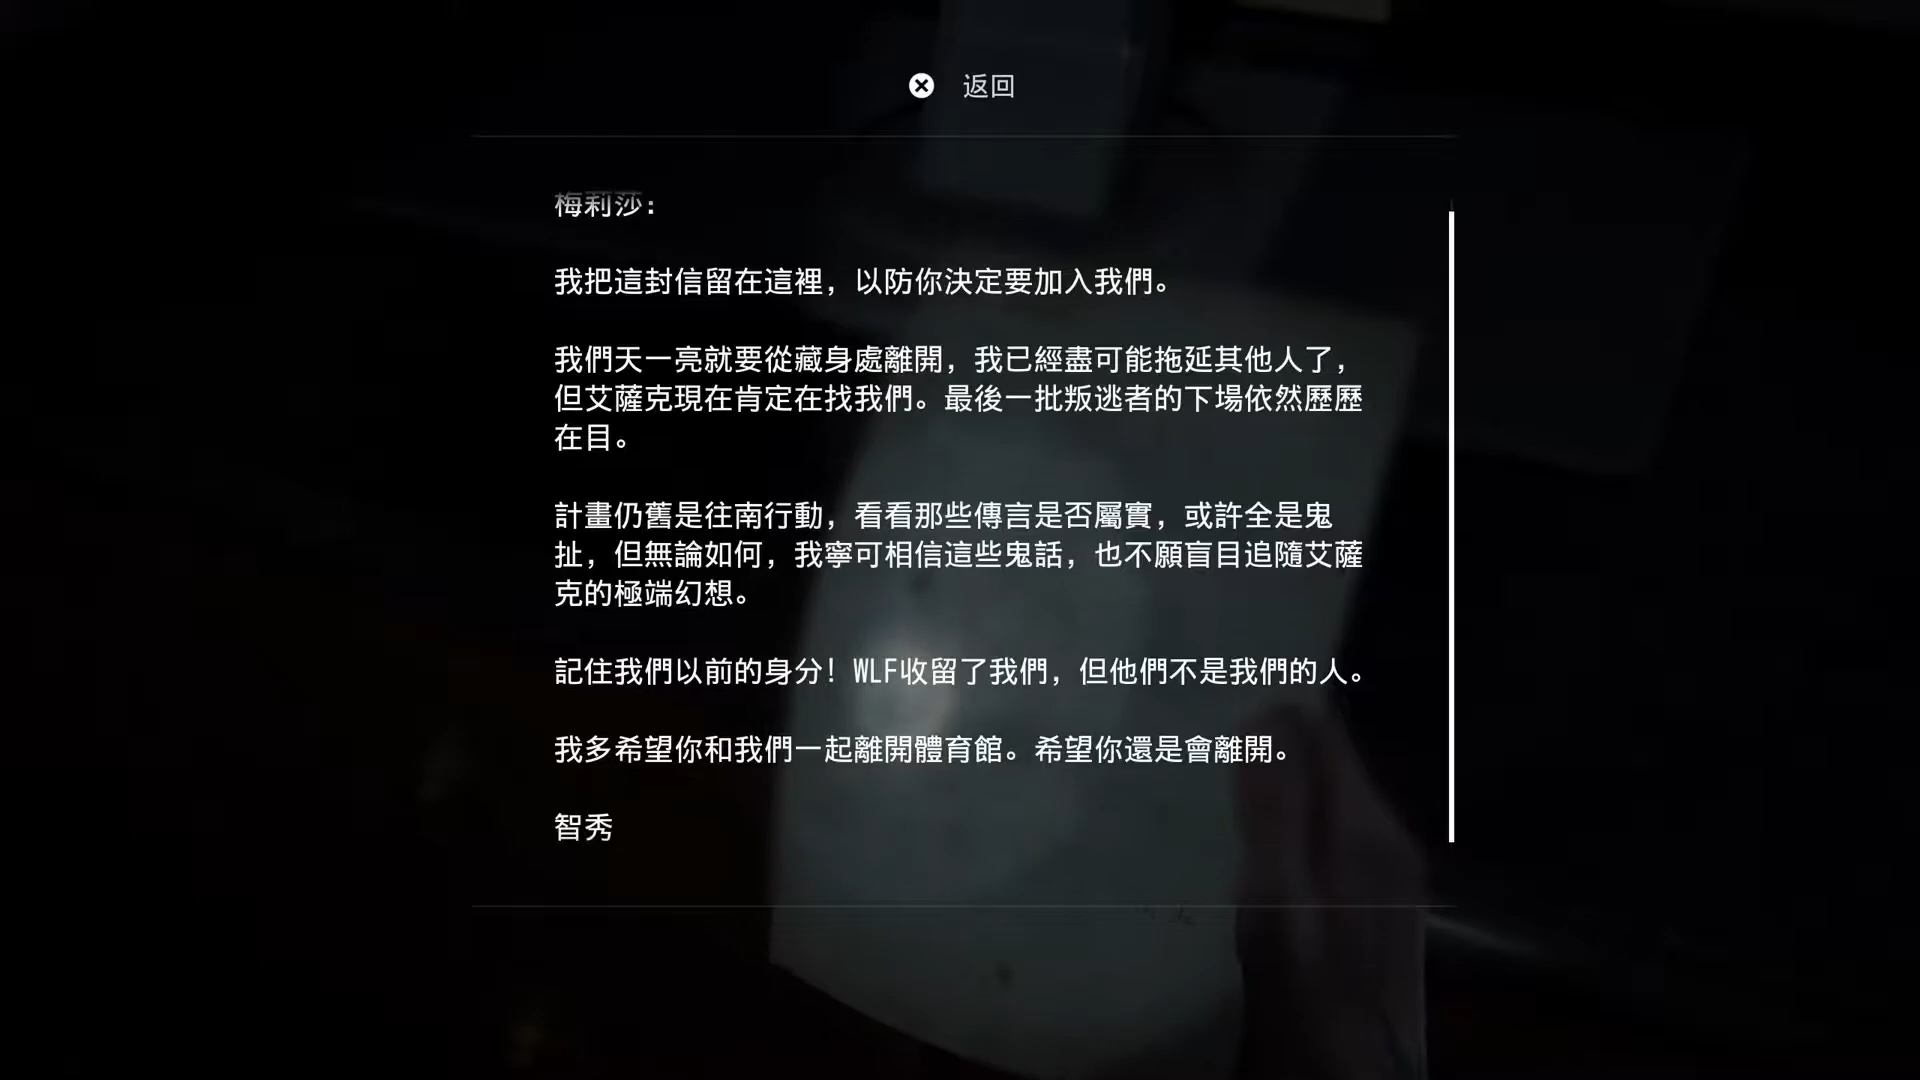 返回
梅莉莎：
我把這封信留在這裡，以防你決定要加入我們。
我們天一亮就要從藏身處離開，我已經盡可能拖延其他人了，
但艾薩克現在肯定在找我們。最後一批叛逃者的下場依然歷歷
在目。
計畫仍舊是往南行動，看看那些傳言是否屬實，或許全是鬼
扯，但無論如何，我寧可相信這些鬼話，也不願盲目追隨艾薩
克的極端幻想。
記住我們以前的身分！WLF收留了我們，但他們不是我們的人。
我多希望你和我們一起離開體育館。希望你還是會離開。
智秀